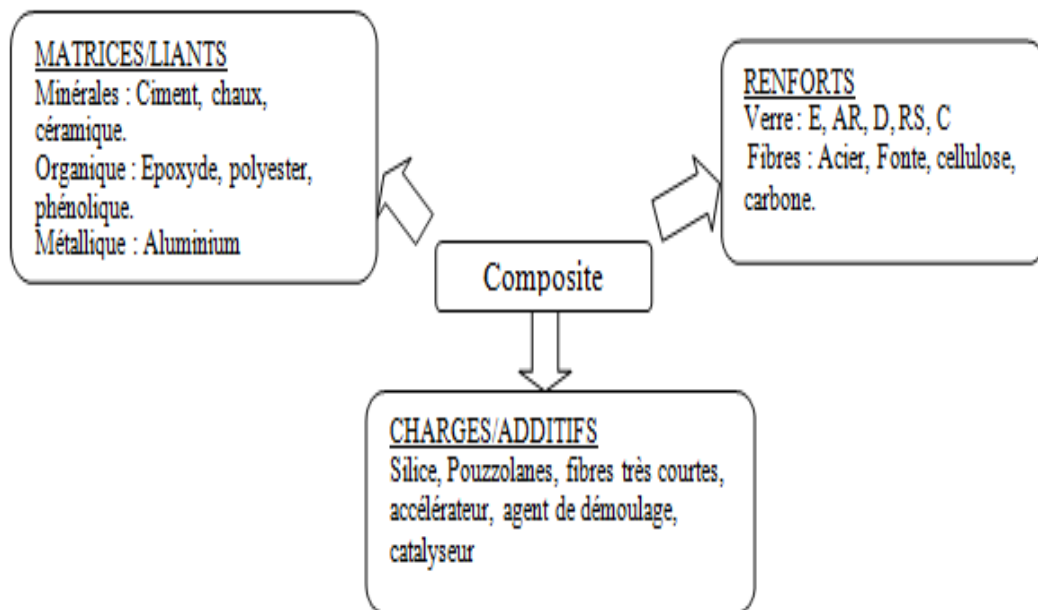 MATRICES/LIANTS
Minérales : Ciment, chaux,
céramique.
Organique : Epoxyde, polyester,
phénolique.
Métallique : Aluminium
RENFORTS
Verre : E, AR, D, RS, C
Fibres : Acier, Fonte, cellulose,
carbone.
Composite
CHARGES/ADDITIFS
Silice, Pouzzolanes, fibres très courtes,
accélérateur, agent de démoulage,
catalyseur